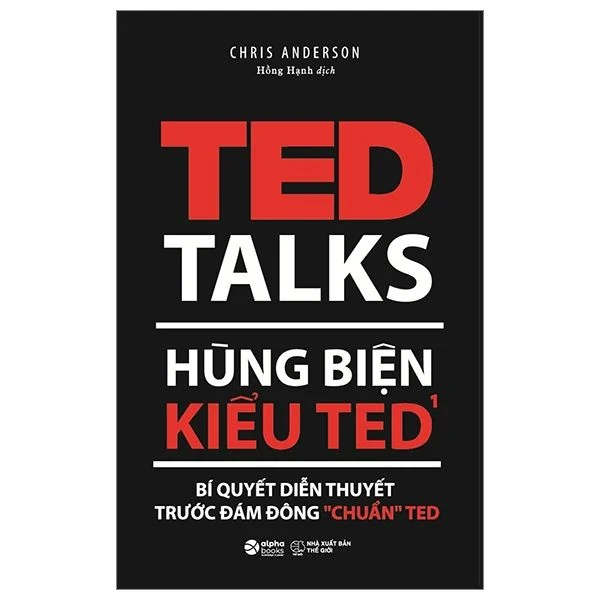 CHRIS ANDERSON
Hồng Hạnh dịch
TED
TALKS
HÙNG BIỆN
KIỂU TED¹
BÍ QUYẾT DIỄN THUYẾT
TRƯỚC ĐÁM ĐÔNG "CHUẨN" TED
alpha books
NHÀ XUẤT BẢN
THẾ GIỚI